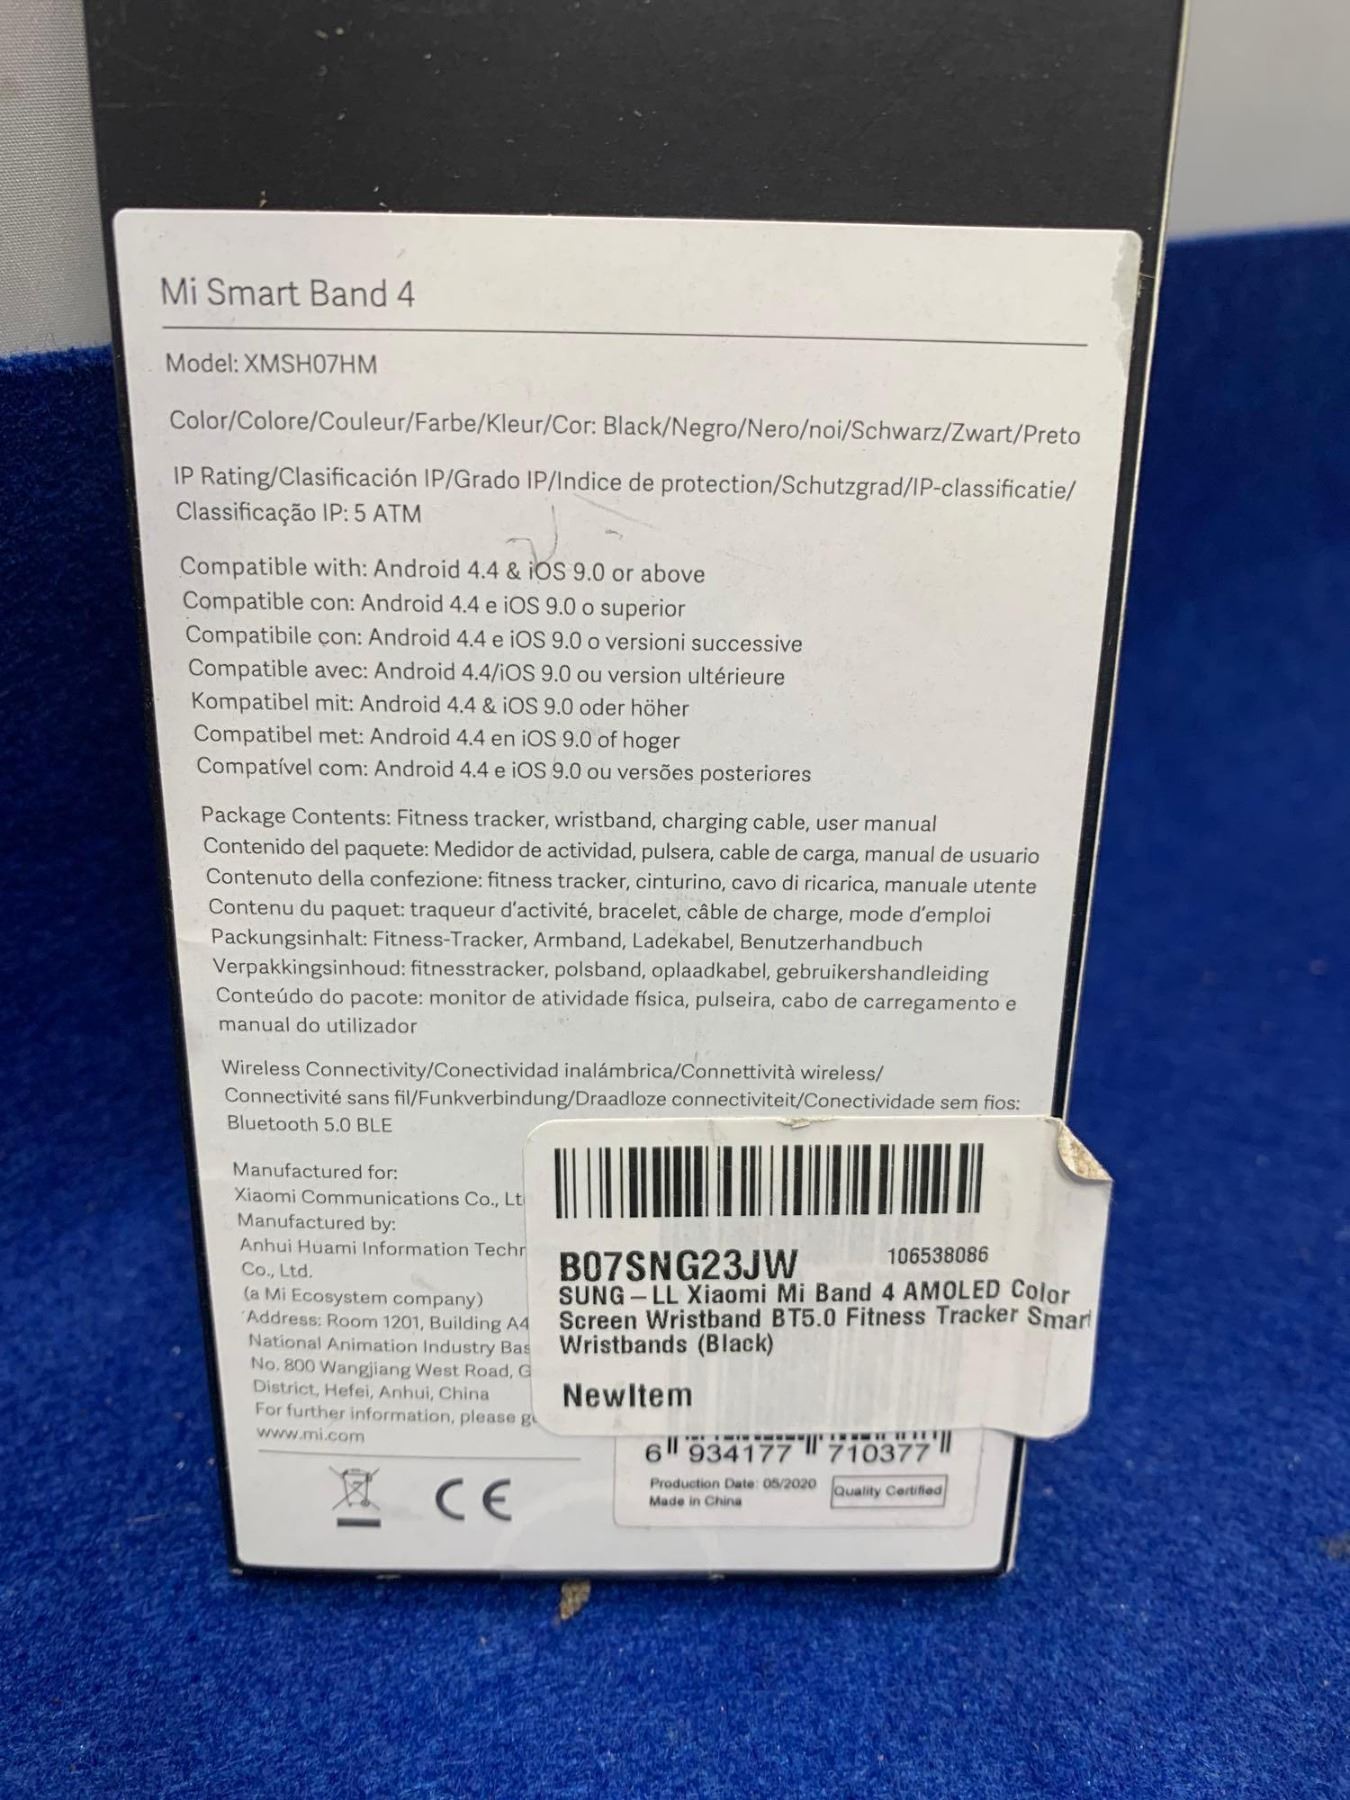 Mi Smart Band 4
Model: XMSH07HM
Color/Colore/Couleur/Farbe/Kleur/Cor: Black/Negro/Nero/noi/Schwarz/Zwart/Preto
IP Rating/Clasificación IP/Grado IP/Indice de protection/Schutzgrad/IP-classificatie/
Classificação IP: 5 ATM
Compatible with: Android 4.4 & iOS 9.0 or above
Compatible con: Android 4.4 e iOS 9.0 o superior
Compatibile con: Android 4.4 e iOS 9.0 o versioni successive
Compatible avec: Android 4.4/iOS 9.0 ou version ultérieure
Kompatibel mit: Android 4.4 & iOS 9.0 oder höher
Compatibel met: Android 4.4 en iOS 9.0 of hoger
Compatível com: Android 4.4 e iOS 9.0 ou versões posteriores
Package Contents: Fitness tracker, wristband, charging cable, user manual
Contenido del paquete: Medidor de actividad, pulsera, cable de carga, manual de usuario
Contenuto della confezione: fitness tracker, cinturino, cavo di ricarica, manuale utente
Contenu du paquet: traqueur d'activité, bracelet, câble de charge, mode d'emploi
Packungsinhalt: Fitness-Tracker, Armband, Ladekabel, Benutzerhandbuch
Verpakkingsinhoud: fitnesstracker, polsband, oplaadkabel, gebruikershandleiding
Conteúdo do pacote: monitor de atividade física, pulseira, cabo de carregamento e
manual do utilizador
Wireless Connectivity/Conectividad inalámbrica/Connettività wireless/
Connectivité sans fil/Funkverbindung/Draadloze connectiviteit/Conectividade sem fios:
Bluetooth 5.0 BLE
Manufactured for:
Xiaomi Communications Co., Lt
Manufactured by:
Anhui Huami Information Techr
Co., Ltd.
(a Mi Ecosystem company)
Address: Room 1201, Building A4
National Animation Industry Bas
No. 800 Wangjiang West Road, G
District, Hefei, Anhui, China
For further information, please g
www.mi.com
CE
B07SNG23JW 106538086
SUNG-LL Xiaomi Mi Band 4 AMOLED Color
Screen Wristband BT5.0 Fitness Tracker Smart
Wristbands (Black)
NewItem
6 934177 710377
Production Date: 05/2020
Made in China
Quality Certified